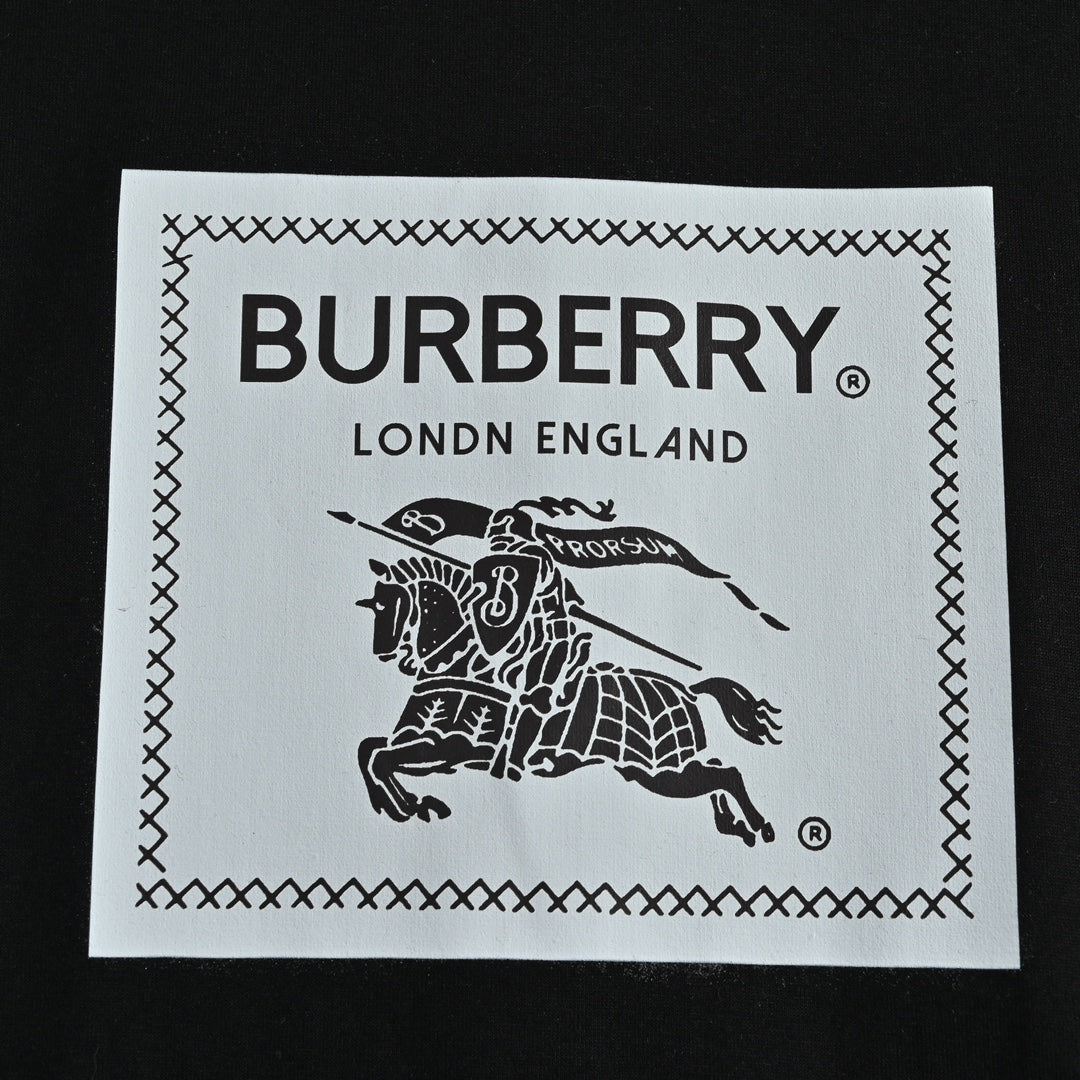 BURBERRY®
LONDN ENGLAND
B
PRORSUM
B
®